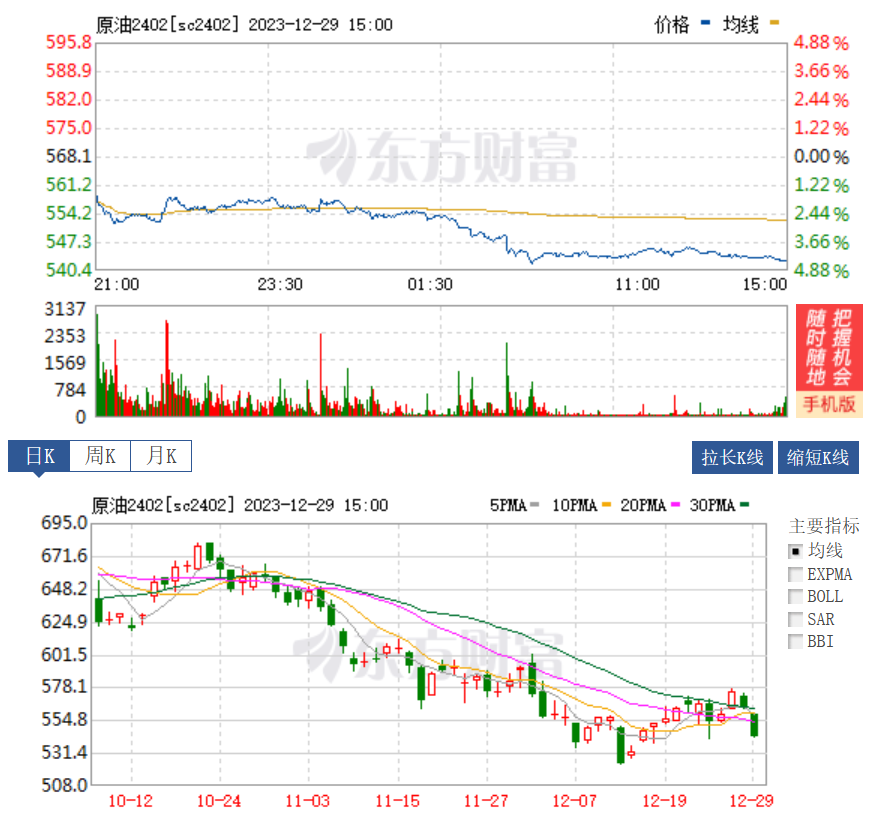 原油2402[sc2402] 2023-12-29 15:00 价格 均线
595.8 4.88%
588.9 3.66%
582.0 2.44%
575.0 1.22%
568.1 0.00%
561.2 1.22%
554.2 2.44%
547.3 3.66%
540.4 4.88%
东方财富
21:00 23:30 01:30 11:00 15:00
3137
2353
1569
784
0
把握机会
随时随地
手机版
日K 周K 月K 拉长K线 缩短K线
原油2402[sc2402] 2023-12-29 15:00 5PMA 10PMA 20PMA 30PMA
695.0
671.6
648.2
624.9
601.5
578.1
554.8
531.4
508.0
东方财富
10-12 10-24 11-03 11-15 11-27 12-07 12-19 12-29
主要指标
均线
EXPMA
BOLL
SAR
BBI